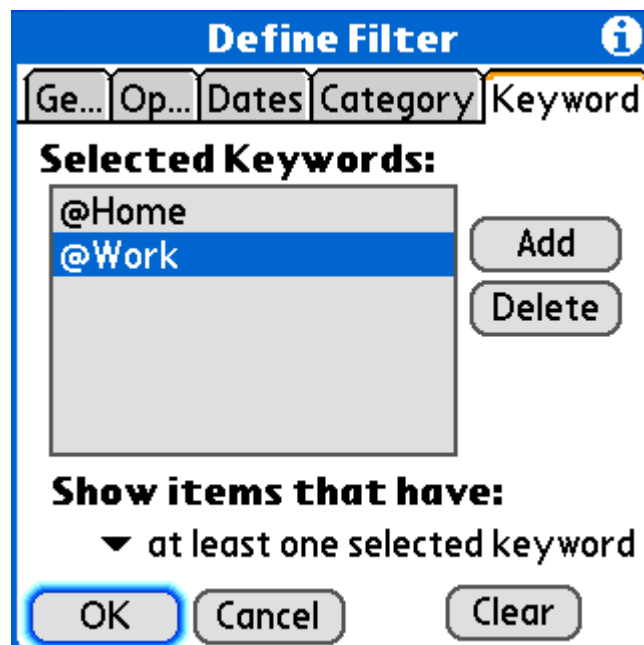 Define Filter
Ge... Op... Dates Category Keyword
Selected Keywords:
@Home
@Work
Add
Delete
Show items that have:
at least one selected keyword
OK Cancel Clear